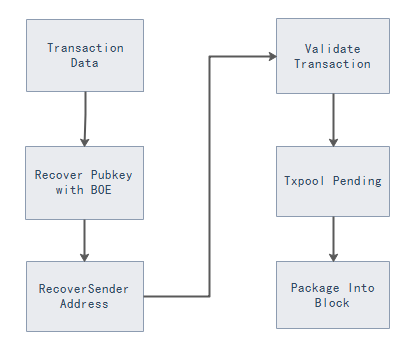 Transaction
Data
Recover Pubkey
with BOE
RecoverSender
Address
Validate
Transaction
Txpool Pending
Package Into
Block